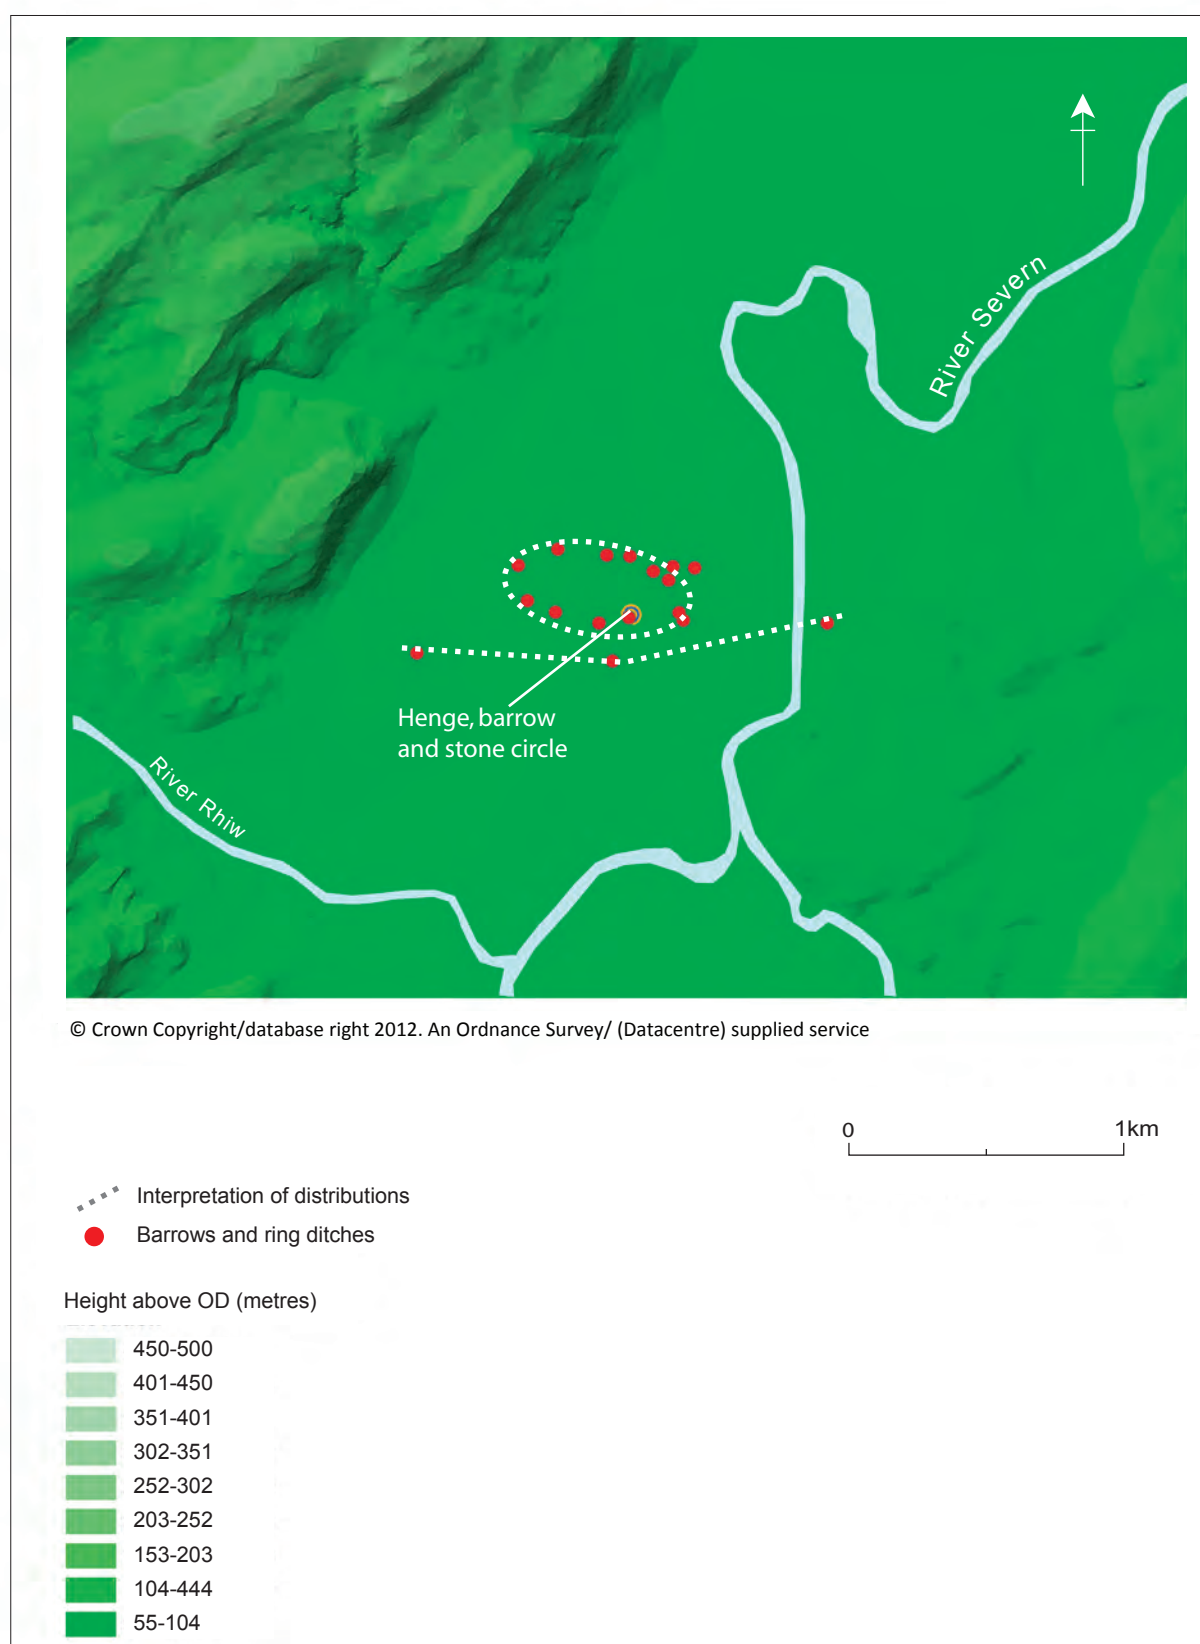 River Severn
Henge, barrow
and stone circle
River Rhiw
© Crown Copyright/database right 2012. An Ordnance Survey/ (Datacentre) supplied service
0 1km
Interpretation of distributions
Barrows and ring ditches
Height above OD (metres)
450-500
401-450
351-401
302-351
252-302
203-252
153-203
104-444
55-104